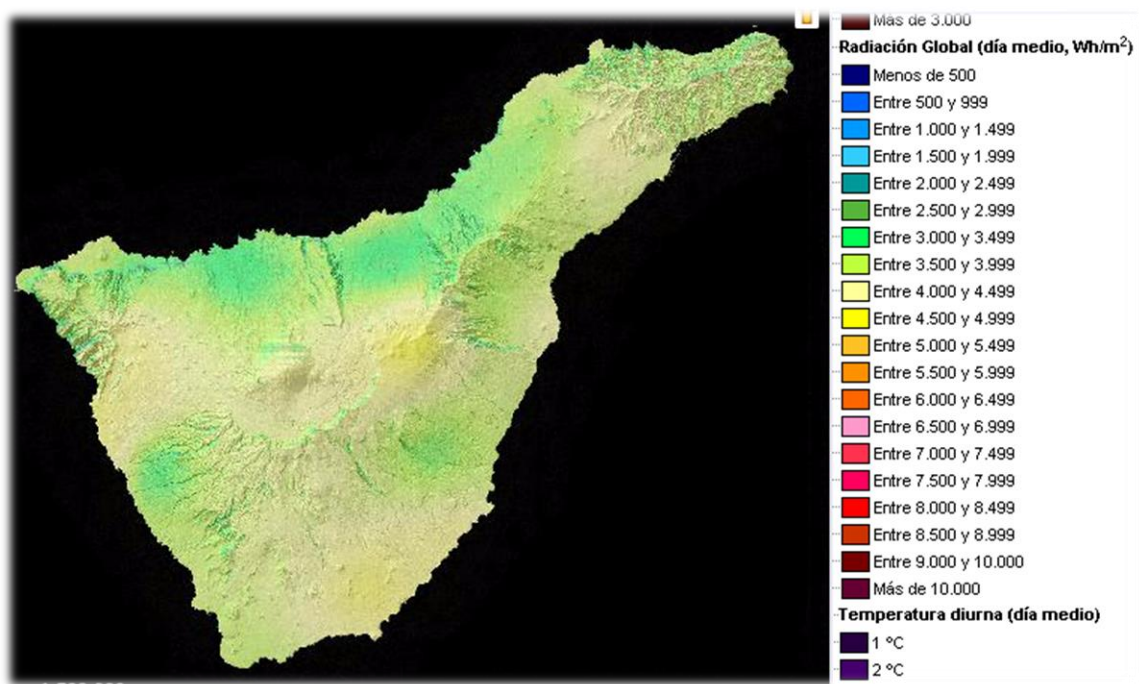 Más de 3.000
Radiación Global (día medio, Wh/m²)
Menos de 500
Entre 500 y 999
Entre 1.000 y 1.499
Entre 1.500 y 1.999
Entre 2.000 y 2.499
Entre 2.500 y 2.999
Entre 3.000 y 3.499
Entre 3.500 y 3.999
Entre 4.000 y 4.499
Entre 4.500 y 4.999
Entre 5.000 y 5.499
Entre 5.500 y 5.999
Entre 6.000 y 6.499
Entre 6.500 y 6.999
Entre 7.000 y 7.499
Entre 7.500 y 7.999
Entre 8.000 y 8.499
Entre 8.500 y 8.999
Entre 9.000 y 10.000
Más de 10.000
Temperatura diurna (día medio)
1 °C
2 °C